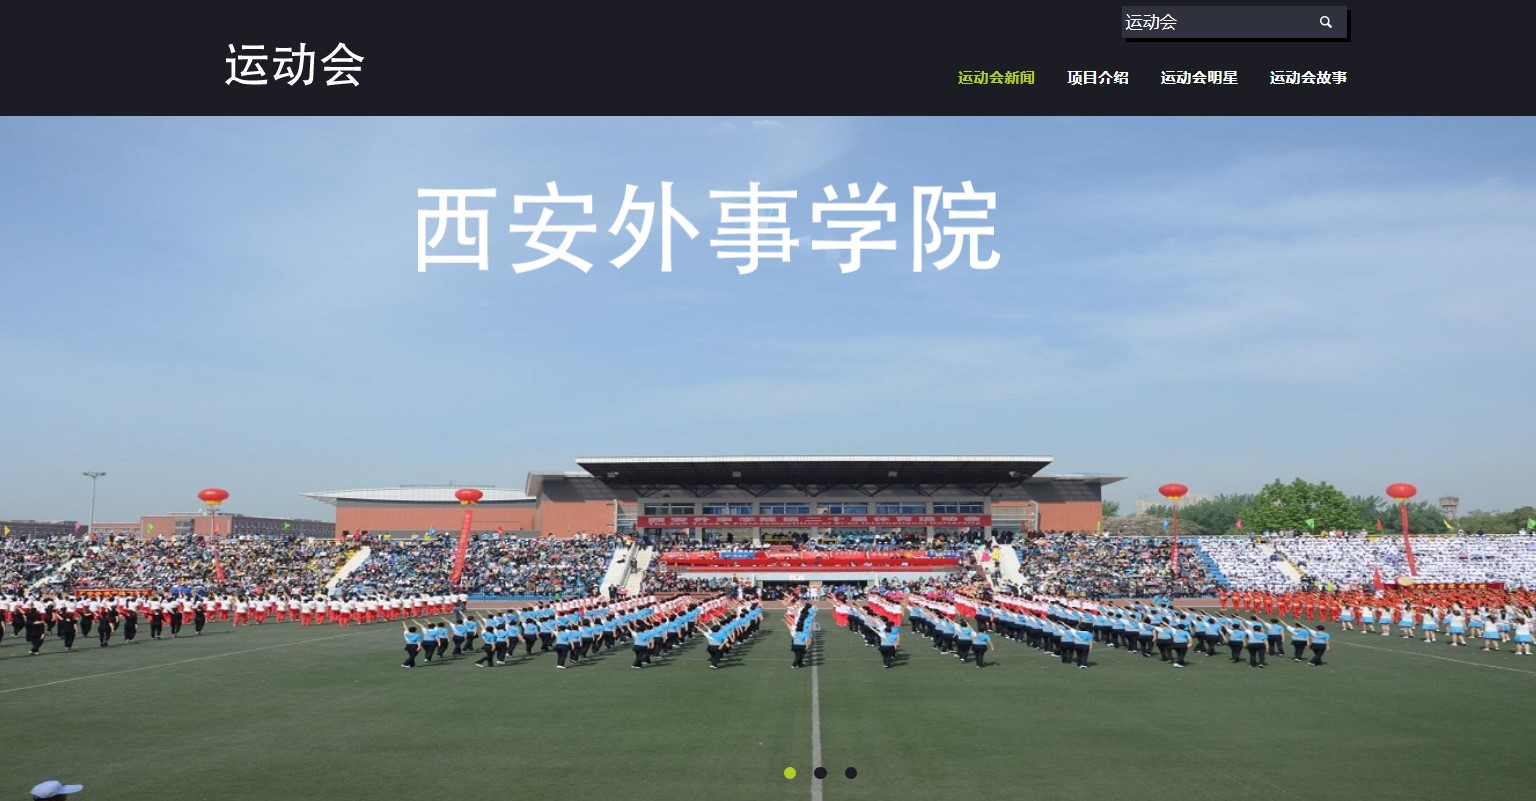 运动会
运动会
运动会新闻 项目介绍 运动会明星 运动会故事
西安外事学院